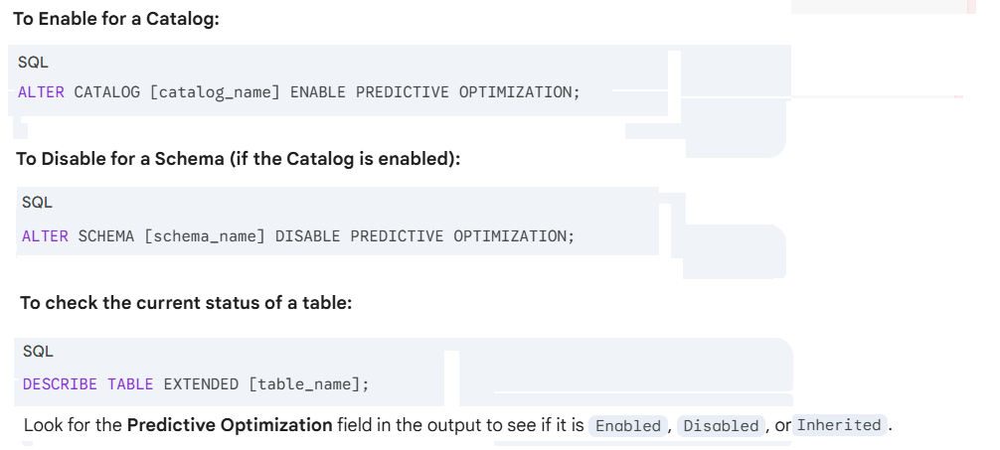 To Enable for a Catalog:
SQL
ALTER CATALOG [catalog_name] ENABLE PREDICTIVE OPTIMIZATION;
To Disable for a Schema (if the Catalog is enabled):
SQL
ALTER SCHEMA [schema_name] DISABLE PREDICTIVE OPTIMIZATION;
To check the current status of a table:
SQL
DESCRIBE TABLE EXTENDED [table_name];
Look for the Predictive Optimization field in the output to see if it is Enabled, Disabled, or Inherited.